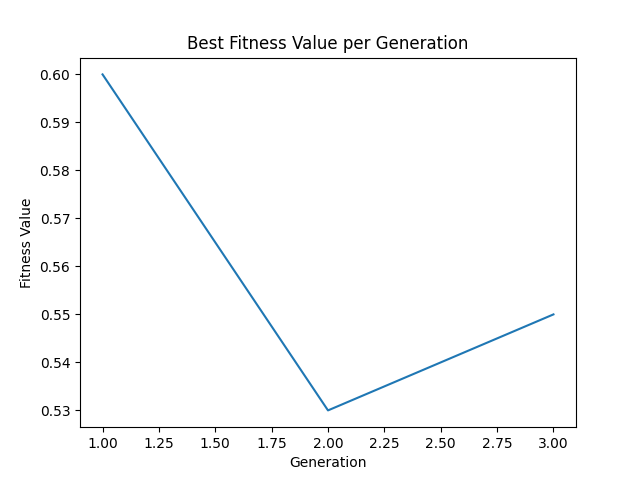 Best Fitness Value per Generation
0.60
0.59
0.58
0.57
0.56
0.55
0.54
0.53
Fitness Value
1.00 1.25 1.50 1.75 2.00 2.25 2.50 2.75 3.00
Generation